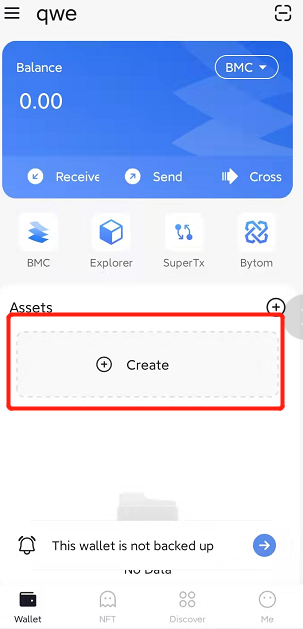 qwe
Balance
BMC
0.00
Receive
Send
Cross
BMC
Explorer
SuperTx
Bytom
Assets
Create
This wallet is not backed up
No Data
Wallet
NFT
Discover
Me